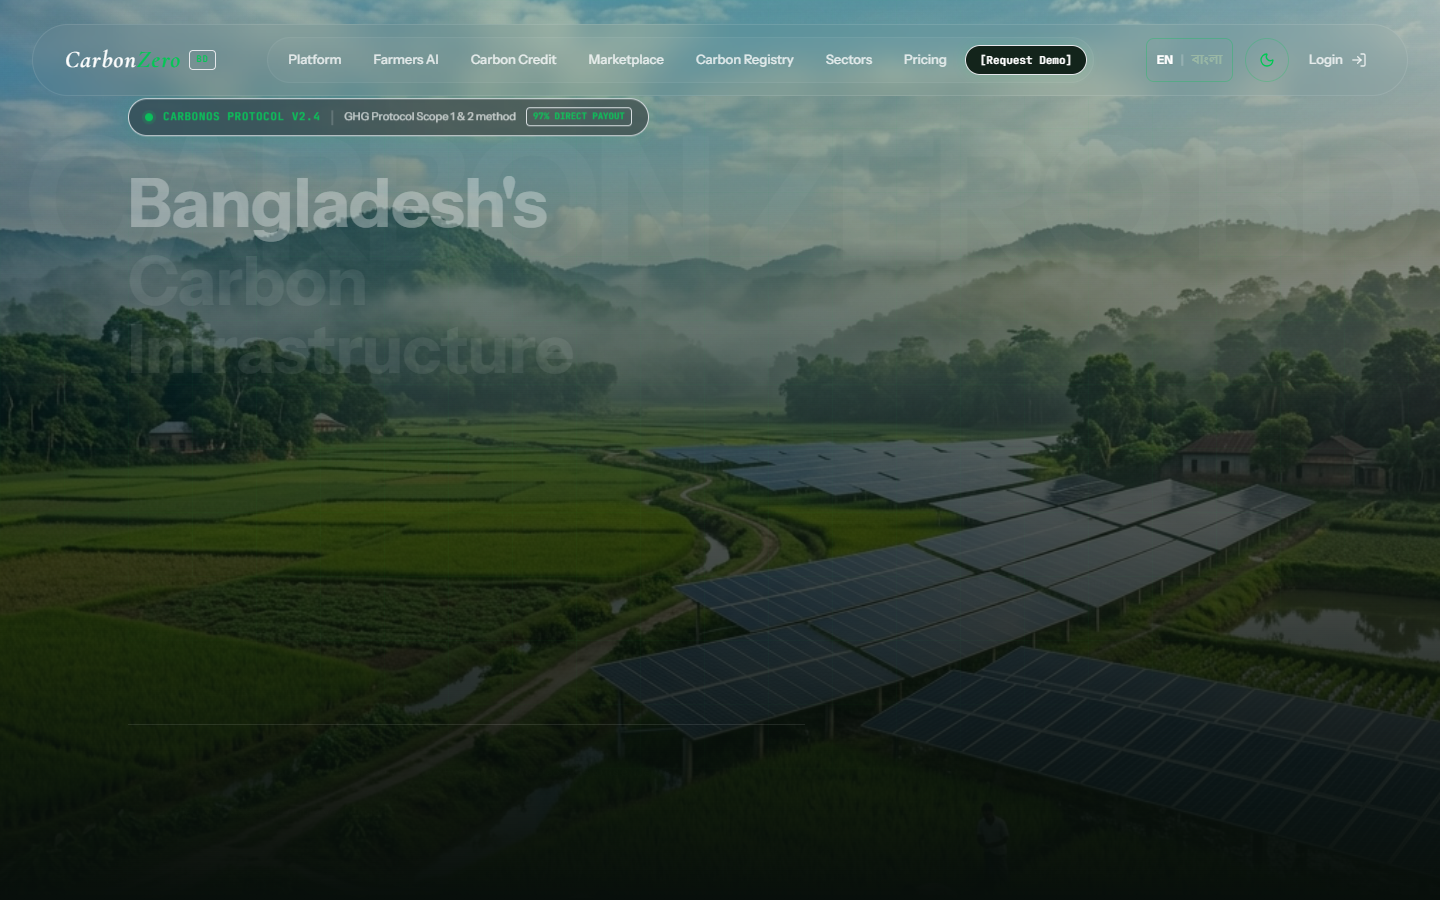 CarbonZero
Platform
Farmers AI
Carbon Credit
Marketplace
Carbon Registry
Sectors
Pricing
[Request Demo]
EN | বাংলা
Login
CARBONOS PROTOCOL V2.4 | GHG Protocol Scope 1 & 2 method 97% DIRECT PAYOUT
Bangladesh's
Carbon
Infrastructure